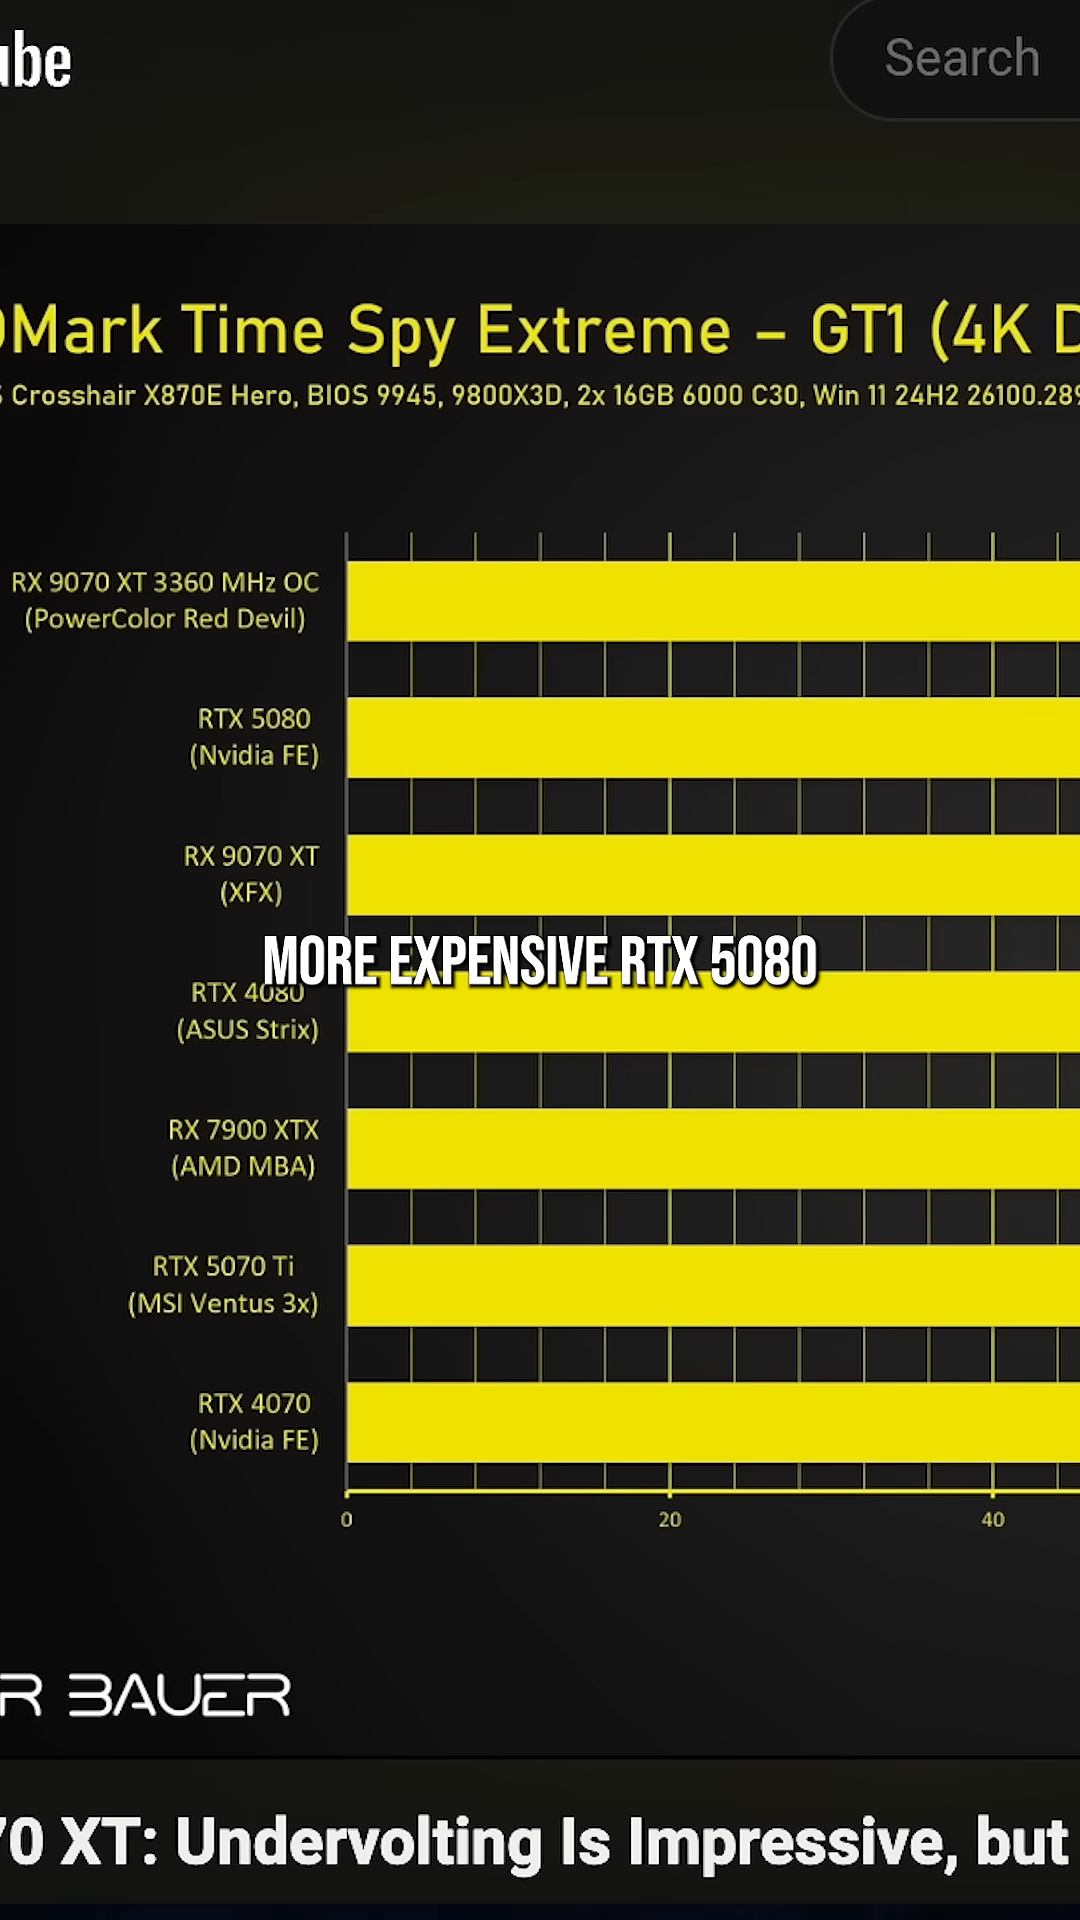 ube
Search
Mark Time Spy Extreme – GT1 (4K
Crosshair X870E Hero, BIOS 9945, 9800X3D, 2x 16GB 6000 C30, Win 11 24H2 26100.289
RX 9070 XT 3360 MHz OC
(PowerColor Red Devil)
RTX 5080
(Nvidia FE)
RX 9070 XT
(XFX)
MORE EXPENSIVE RTX 5080
RTX 4080
(ASUS Strix)
RX 7900 XTX
(AMD MBA)
RTX 5070 Ti
(MSI Ventus 3x)
RTX 4070
(Nvidia FE)
0 20 40
R BAUER
70 XT: Undervolting Is Impressive, but